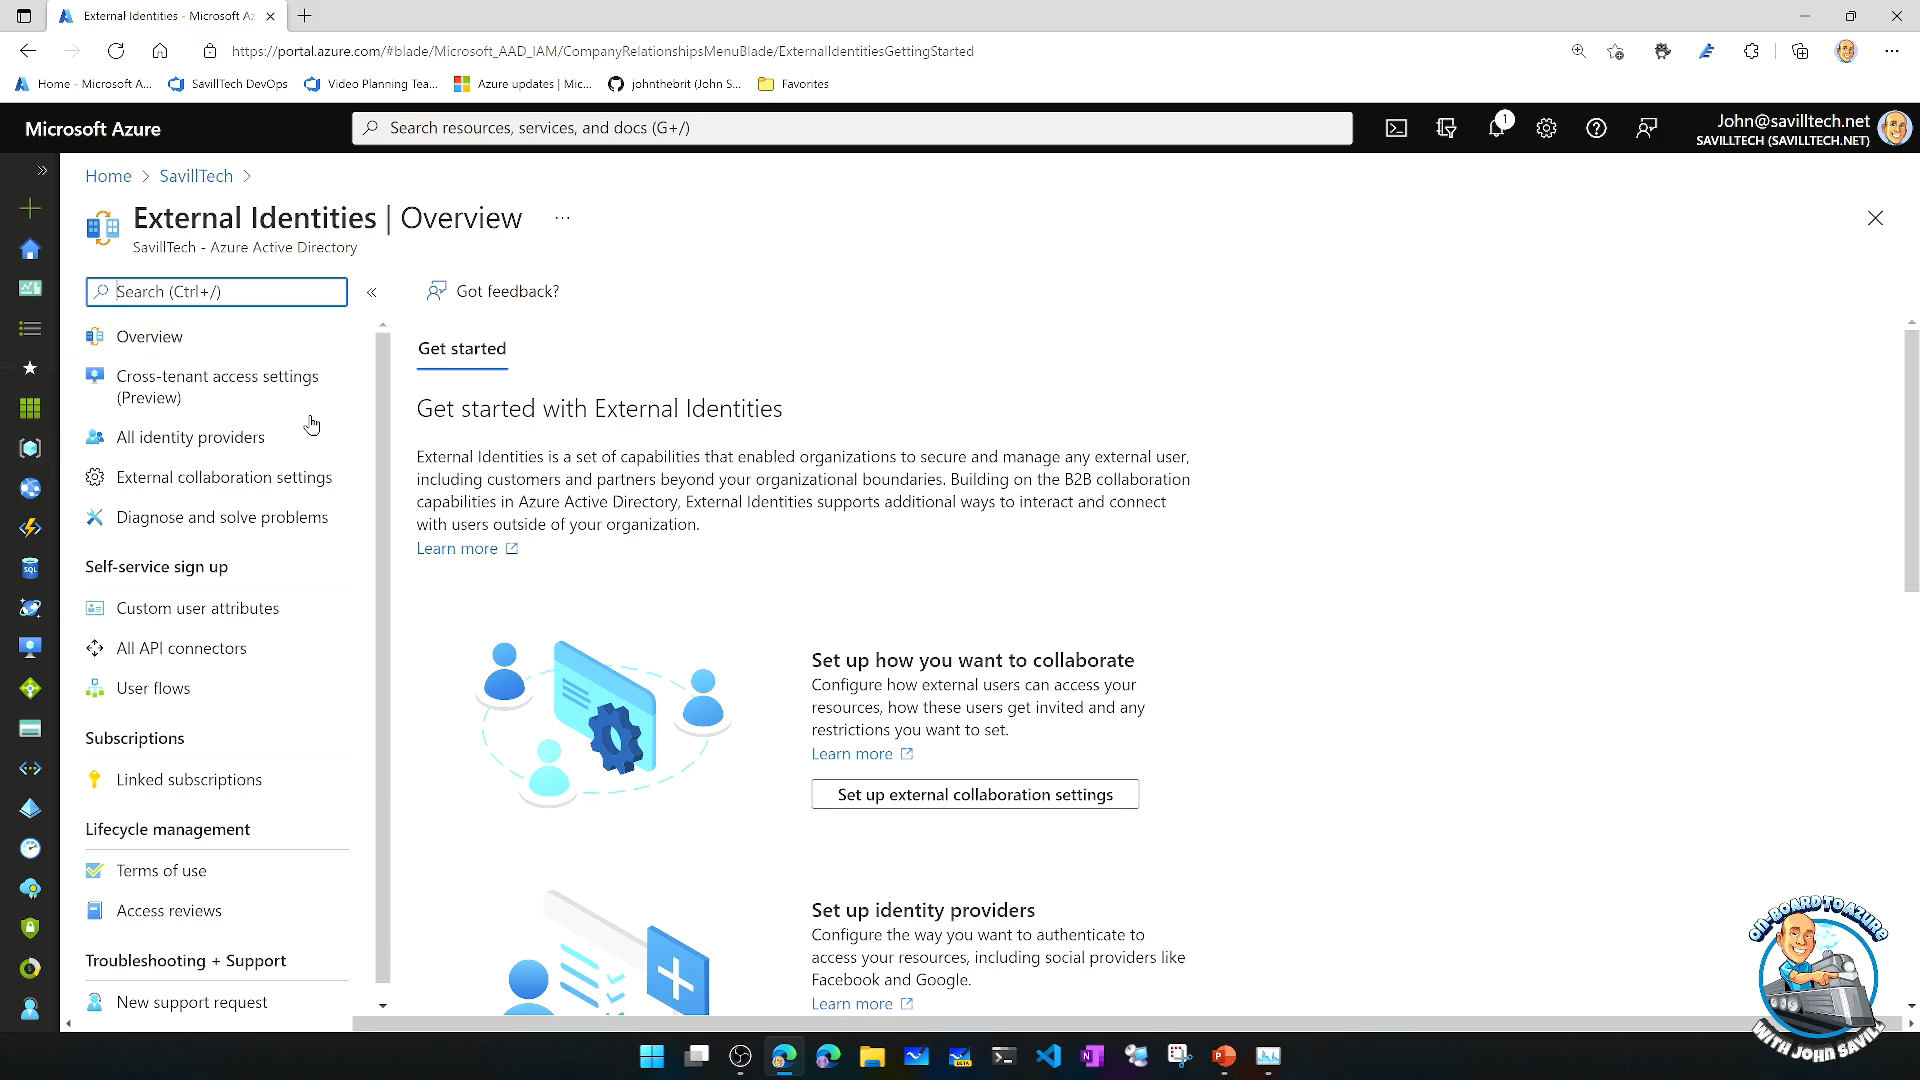 External Identities - Microsoft Az
https://portal.azure.com/#blade/Microsoft_AAD_IAM/CompanyRelationshipsMenuBlade/ExternalIdentitiesGettingStarted
Home - Microsoft A...
SavillTech DevOps
Video Planning Tea...
Azure updates | Mic...
johnthebrit (John S...
Favorites
Microsoft Azure
Search resources, services, and docs (G+/)
1
John@savilltech.net
SAVILLTECH (SAVILLTECH.NET)
Home > SavillTech >
External Identities | Overview ...
SavillTech - Azure Active Directory
Search (Ctrl+/)
Got feedback?
Overview
Cross-tenant access settings
(Preview)
All identity providers
External collaboration settings
Diagnose and solve problems
Self-service sign up
Custom user attributes
All API connectors
User flows
Subscriptions
Linked subscriptions
Lifecycle management
Terms of use
Access reviews
Troubleshooting + Support
New support request
Get started
Get started with External Identities
External Identities is a set of capabilities that enabled organizations to secure and manage any external user,
including customers and partners beyond your organizational boundaries. Building on the B2B collaboration
capabilities in Azure Active Directory, External Identities supports additional ways to interact and connect
with users outside of your organization.
Learn more
Set up how you want to collaborate
Configure how external users can access your
resources, how these users get invited and any
restrictions you want to set.
Learn more
Set up external collaboration settings
Set up identity providers
Configure the way you want to authenticate to
access your resources, including social providers like
Facebook and Google.
Learn more
SQL
BETA
ON-BOARD TO AZURE
WITH JOHN SAVILL